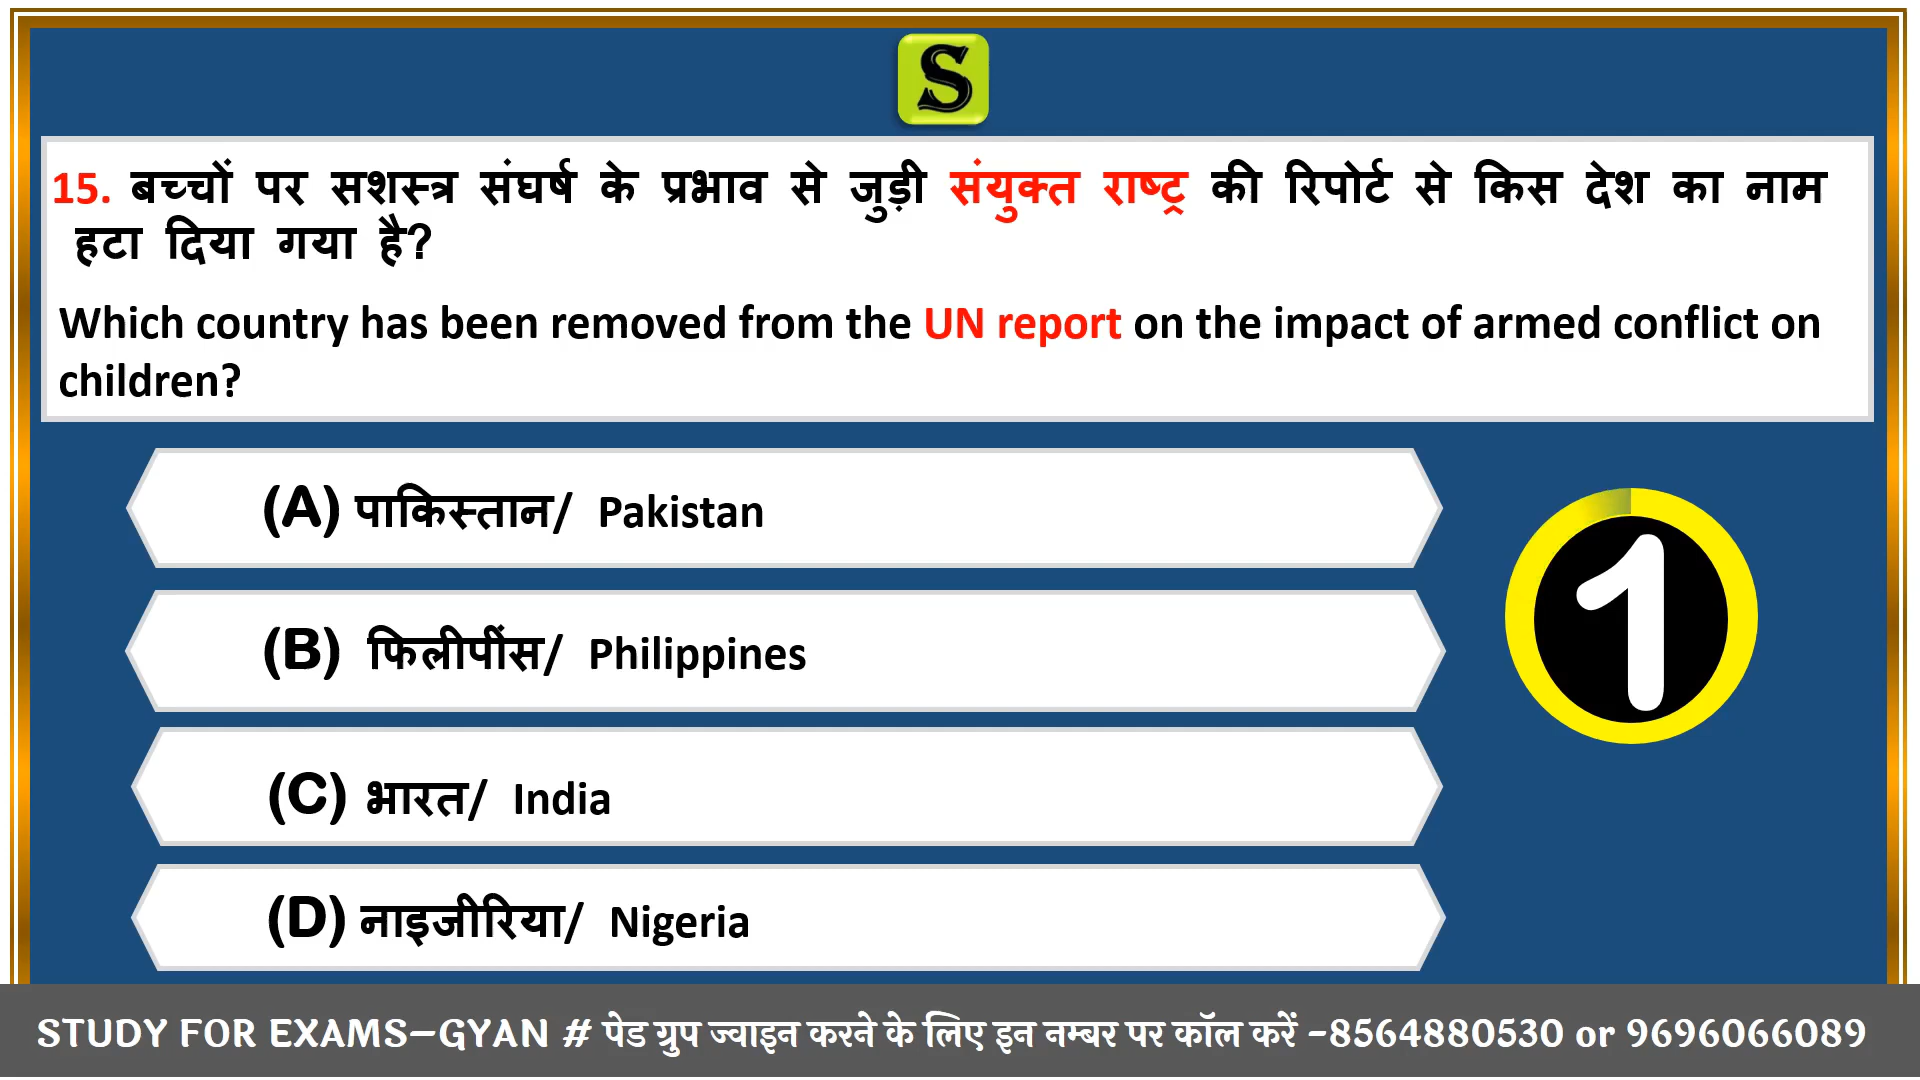 S
15. बच्चों पर सशस्त्र संघर्ष के प्रभाव से जुड़ी संयुक्त राष्ट्र की रिपोर्ट से किस देश का नाम
हटा दिया गया है?
Which country has been removed from the UN report on the impact of armed conflict on
children?
(A) पाकिस्तान/ Pakistan
(B) फिलीपींस/ Philippines
1
(C) भारत/ India
(D) नाइजीरिया/ Nigeria
STUDY FOR EXAMS-GYAN # पेड ग्रुप ज्वाइन करने के लिए इन नम्बर पर कॉल करें -8564880530 or 9696066089